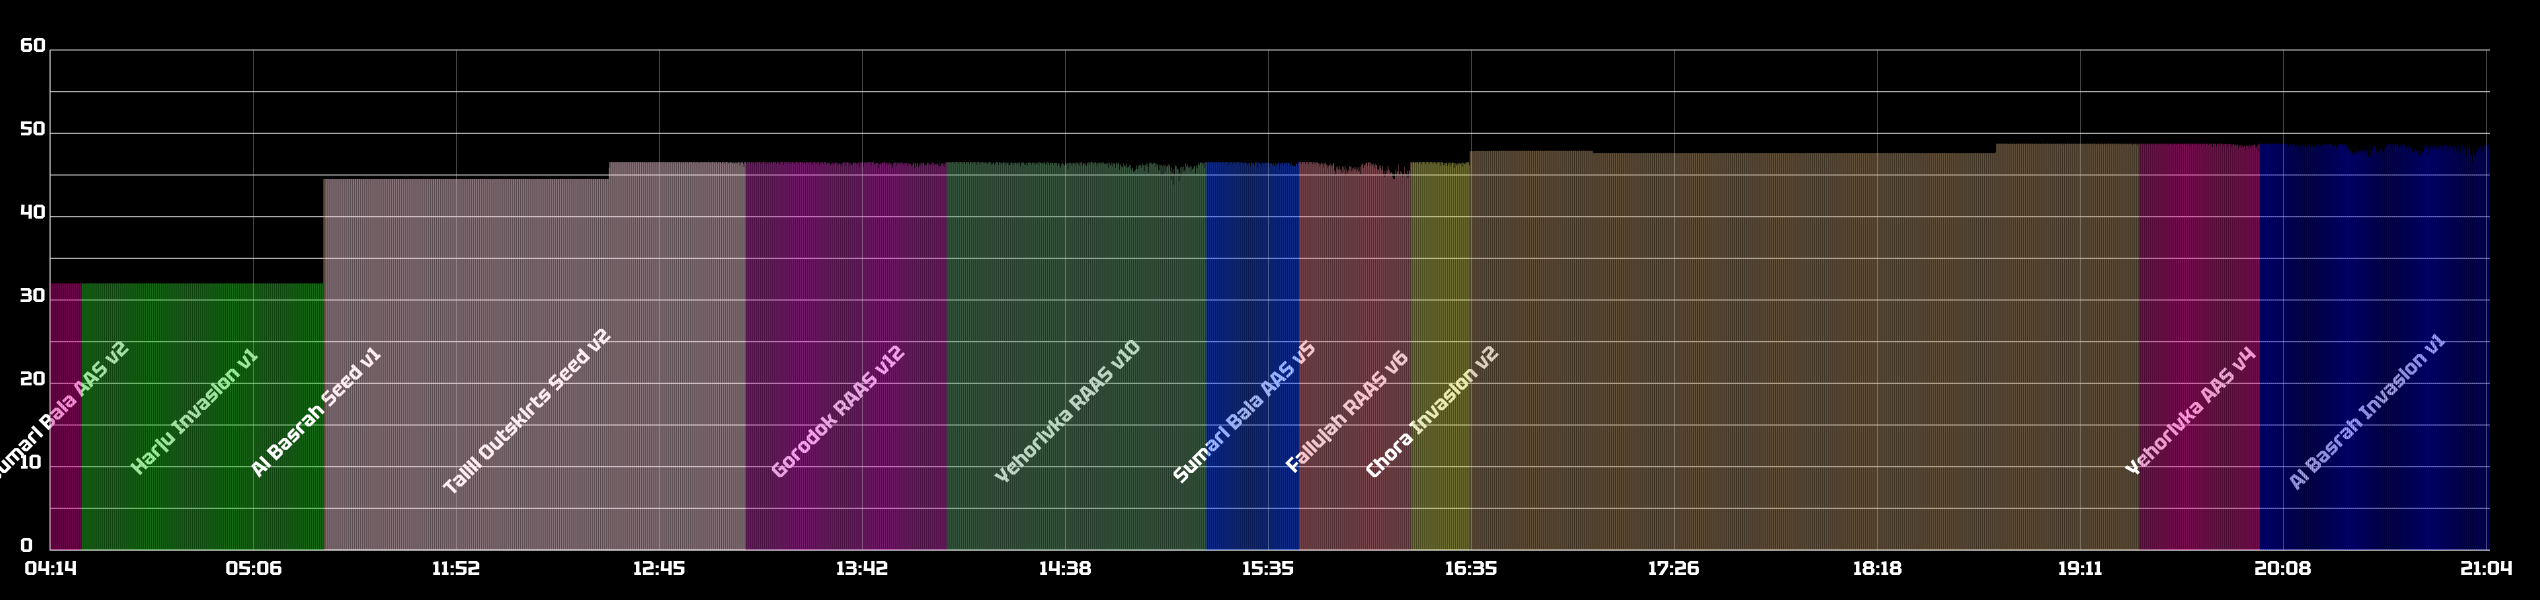 60
50
40
30
20
10
0
Sumari Bala AAS v2
Harju Invasion v1
Al Basrah Seed v1
Tallil Outskirts Seed v2
Gorodok RAAS v12
Yehorivka RAAS v10
Sumari Bala AAS v5
Fallujah RAAS v6
Chora Invasion v2
Yehorivka AAS v4
Al Basrah Invasion v1
04:14 05:06 11:52 12:45 13:42 14:38 15:35 16:35 17:26 18:18 19:11 20:08 21:04